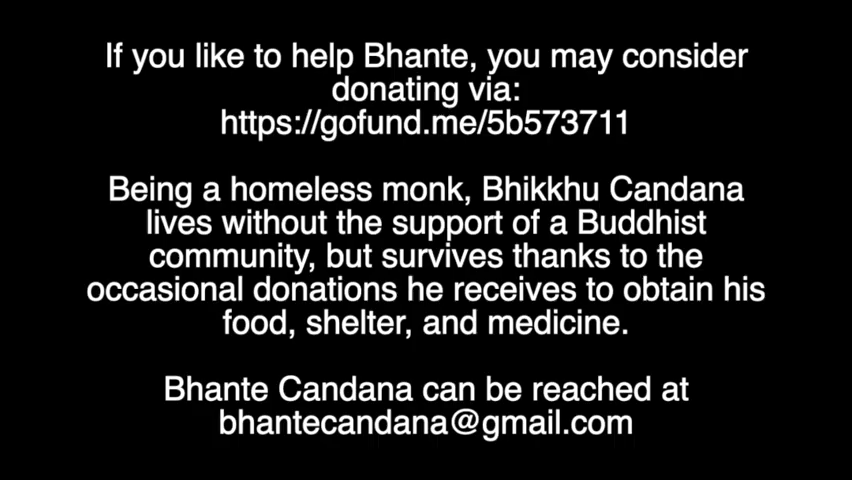 If you like to help Bhante, you may consider
donating via:
https://gofund.me/5b573711
Being a homeless monk, Bhikkhu Candana
lives without the support of a Buddhist
community, but survives thanks to the
occasional donations he receives to obtain his
food, shelter, and medicine.
Bhante Candana can be reached at
bhantecandana@gmail.com